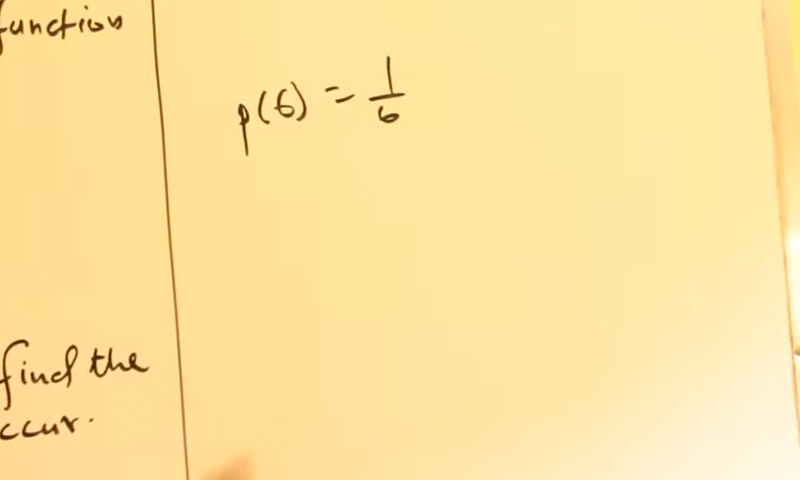 function
p(6) = 1/6
find the
ccur.